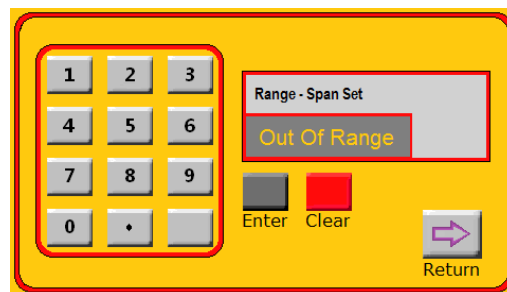 1 2 3
4 5 6
7 8 9
0 .
Range - Span Set
Out Of Range
Enter Clear
Return